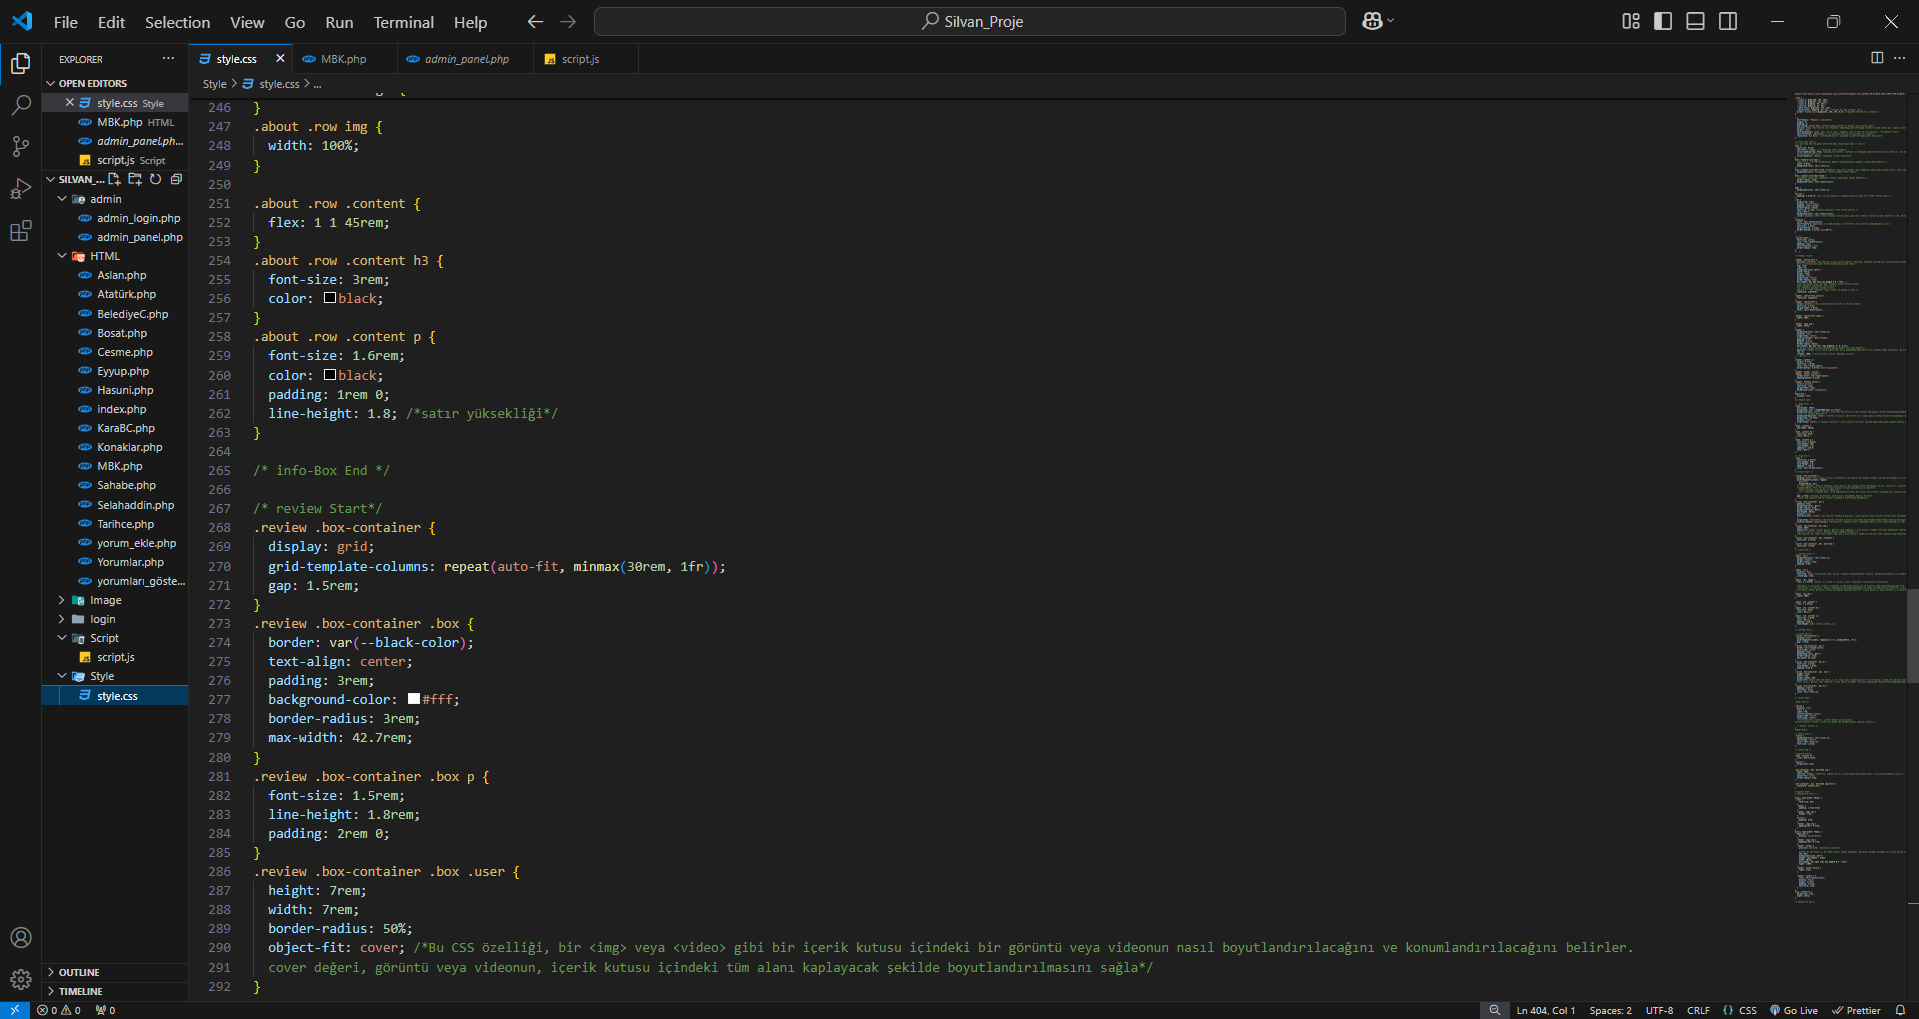 File Edit Selection View Go Run Terminal Help
Silvan_Proje
EXPLORER
OPEN EDITORS
style.css Style
MBK.php HTML
admin_panel.ph...
script.js Script
SILVAN_...
admin
admin_login.php
admin_panel.php
HTML
Aslan.php
Atatürk.php
BelediyeC.php
Bosat.php
Cesme.php
Eyyup.php
Hasuni.php
index.php
KaraBC.php
Konaklar.php
MBK.php
Sahabe.php
Selahaddin.php
Tarihce.php
yorum_ekle.php
Yorumlar.php
yorumları_göste...
Image
login
Script
script.js
Style
style.css
OUTLINE
TIMELINE
style.css MBK.php admin_panel.php script.js
Style > style.css > ...
246 }
247 .about .row img {
248 width: 100%;
249 }
250
251 .about .row .content {
252 flex: 1 1 45rem;
253 }
254 .about .row .content h3 {
255 font-size: 3rem;
256 color: black;
257 }
258 .about .row .content p {
259 font-size: 1.6rem;
260 color: black;
261 padding: 1rem 0;
262 line-height: 1.8; /*satır yüksekliği*/
263 }
264
265 /* info-Box End */
266
267 /* review Start*/
268 .review .box-container {
269 display: grid;
270 grid-template-columns: repeat(auto-fit, minmax(30rem, 1fr));
271 gap: 1.5rem;
272 }
273 .review .box-container .box {
274 border: var(--black-color);
275 text-align: center;
276 padding: 3rem;
277 background-color: #fff;
278 border-radius: 3rem;
279 max-width: 42.7rem;
280 }
281 .review .box-container .box p {
282 font-size: 1.5rem;
283 line-height: 1.8rem;
284 padding: 2rem 0;
285 }
286 .review .box-container .box .user {
287 height: 7rem;
288 width: 7rem;
289 border-radius: 50%;
290 object-fit: cover; /*Bu CSS özelliği, bir <img> veya <video> gibi bir içerik kutusu içindeki bir görüntü veya videonun nasıl boyutlandırılacağını ve konumlandırılacağını belirler.
291 cover değeri, görüntü veya videonun, içerik kutusu içindeki tüm alanı kaplayacak şekilde boyutlandırılmasını sağla*/
292 }
0 0 0 Ln 404, Col 1 Spaces: 2 UTF-8 CRLF {} CSS Go Live Prettier